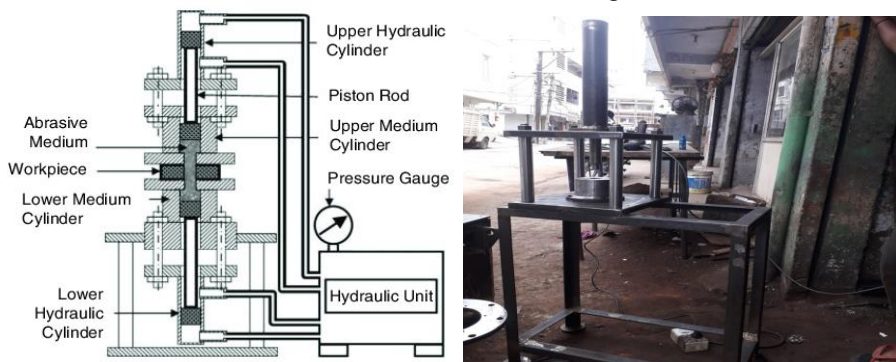 Upper Hydraulic
Cylinder
Piston Rod
Abrasive
Medium
Upper Medium
Cylinder
Workpiece
Pressure Gauge
Lower Medium
Cylinder
Hydraulic Unit
Lower
Hydraulic
Cylinder